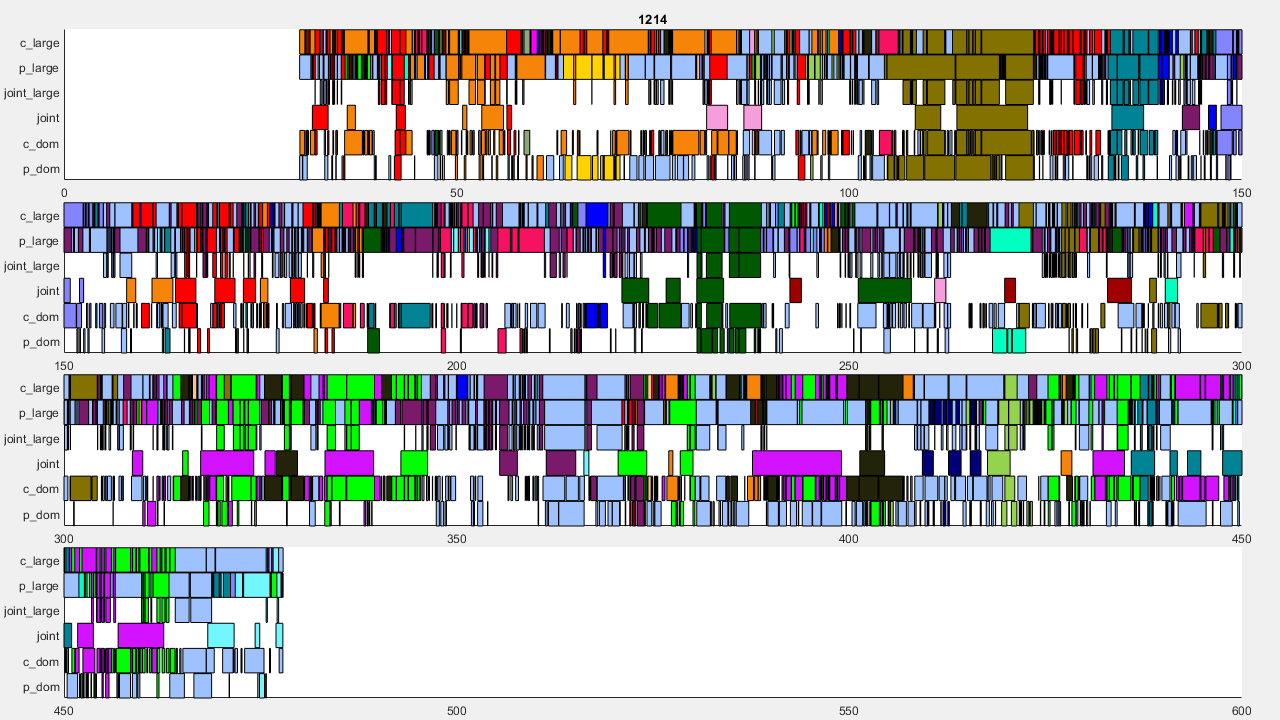 1214
c_large
p_large
joint_large
joint
c_dom
p_dom
0 50 100 150
c_large
p_large
joint_large
joint
c_dom
p_dom
150 200 250 300
c_large
p_large
joint_large
joint
c_dom
p_dom
300 350 400 450
c_large
p_large
joint_large
joint
c_dom
p_dom
450 500 550 600